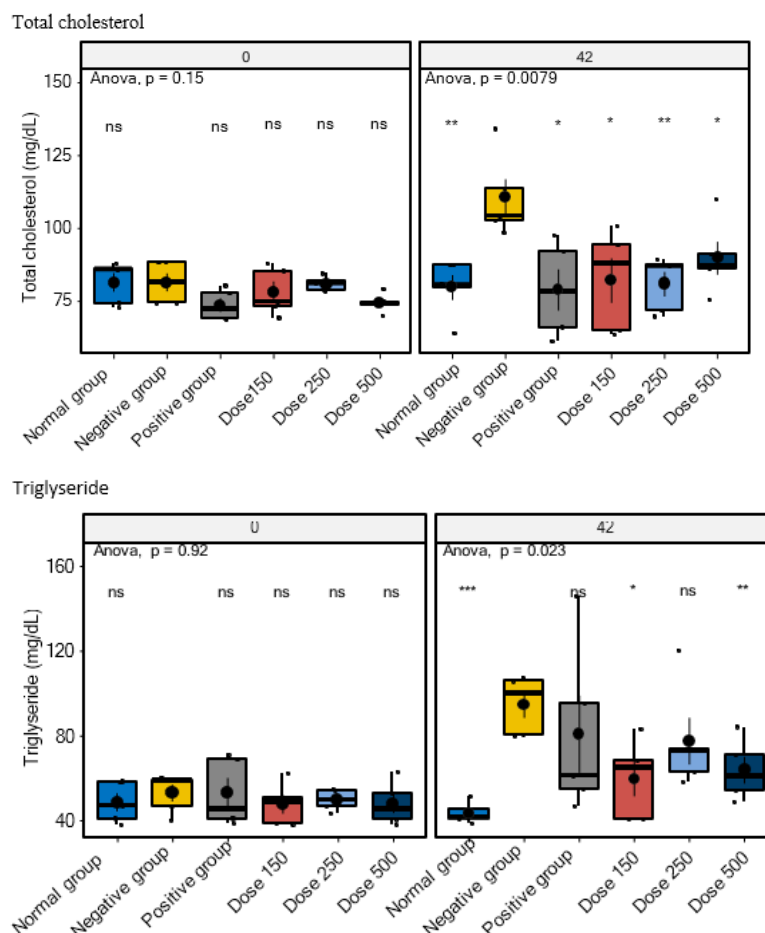 Total cholesterol
0
42
Anova, p = 0.15
Anova, p = 0.0079
ns
ns
ns
ns
ns
**
*
*
**
*
150
125
100
75
Total cholesterol (mg/dL)
Normal group
Negative group
Positive group
Dose 150
Dose 250
Dose 500
Normal group
Negative group
Positive group
Dose 150
Dose 250
Dose 500
Triglyseride
0
42
Anova, p = 0.92
Anova, p = 0.023
ns
ns
ns
ns
ns
***
ns
*
ns
**
160
120
80
40
Triglyseride (mg/dL)
Normal group
Negative group
Positive group
Dose 150
Dose 250
Dose 500
Normal group
Negative group
Positive group
Dose 150
Dose 250
Dose 500